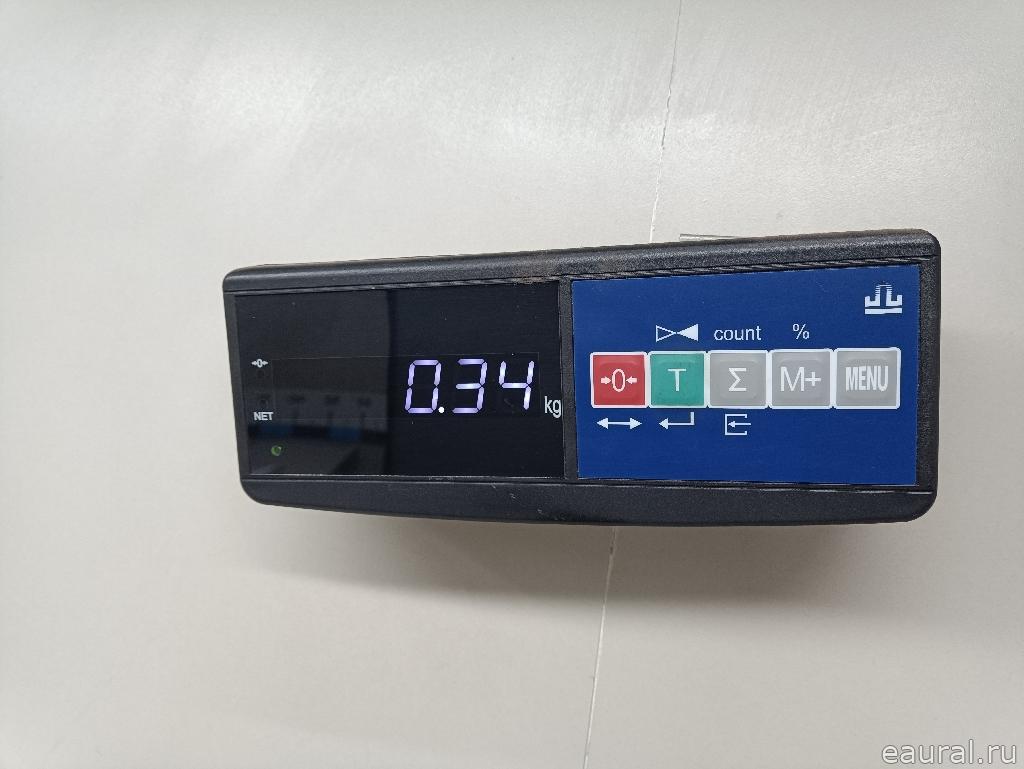 count %
→0← T Σ M+ MENU
→0←
0.34 kg
NET
eaural.ru